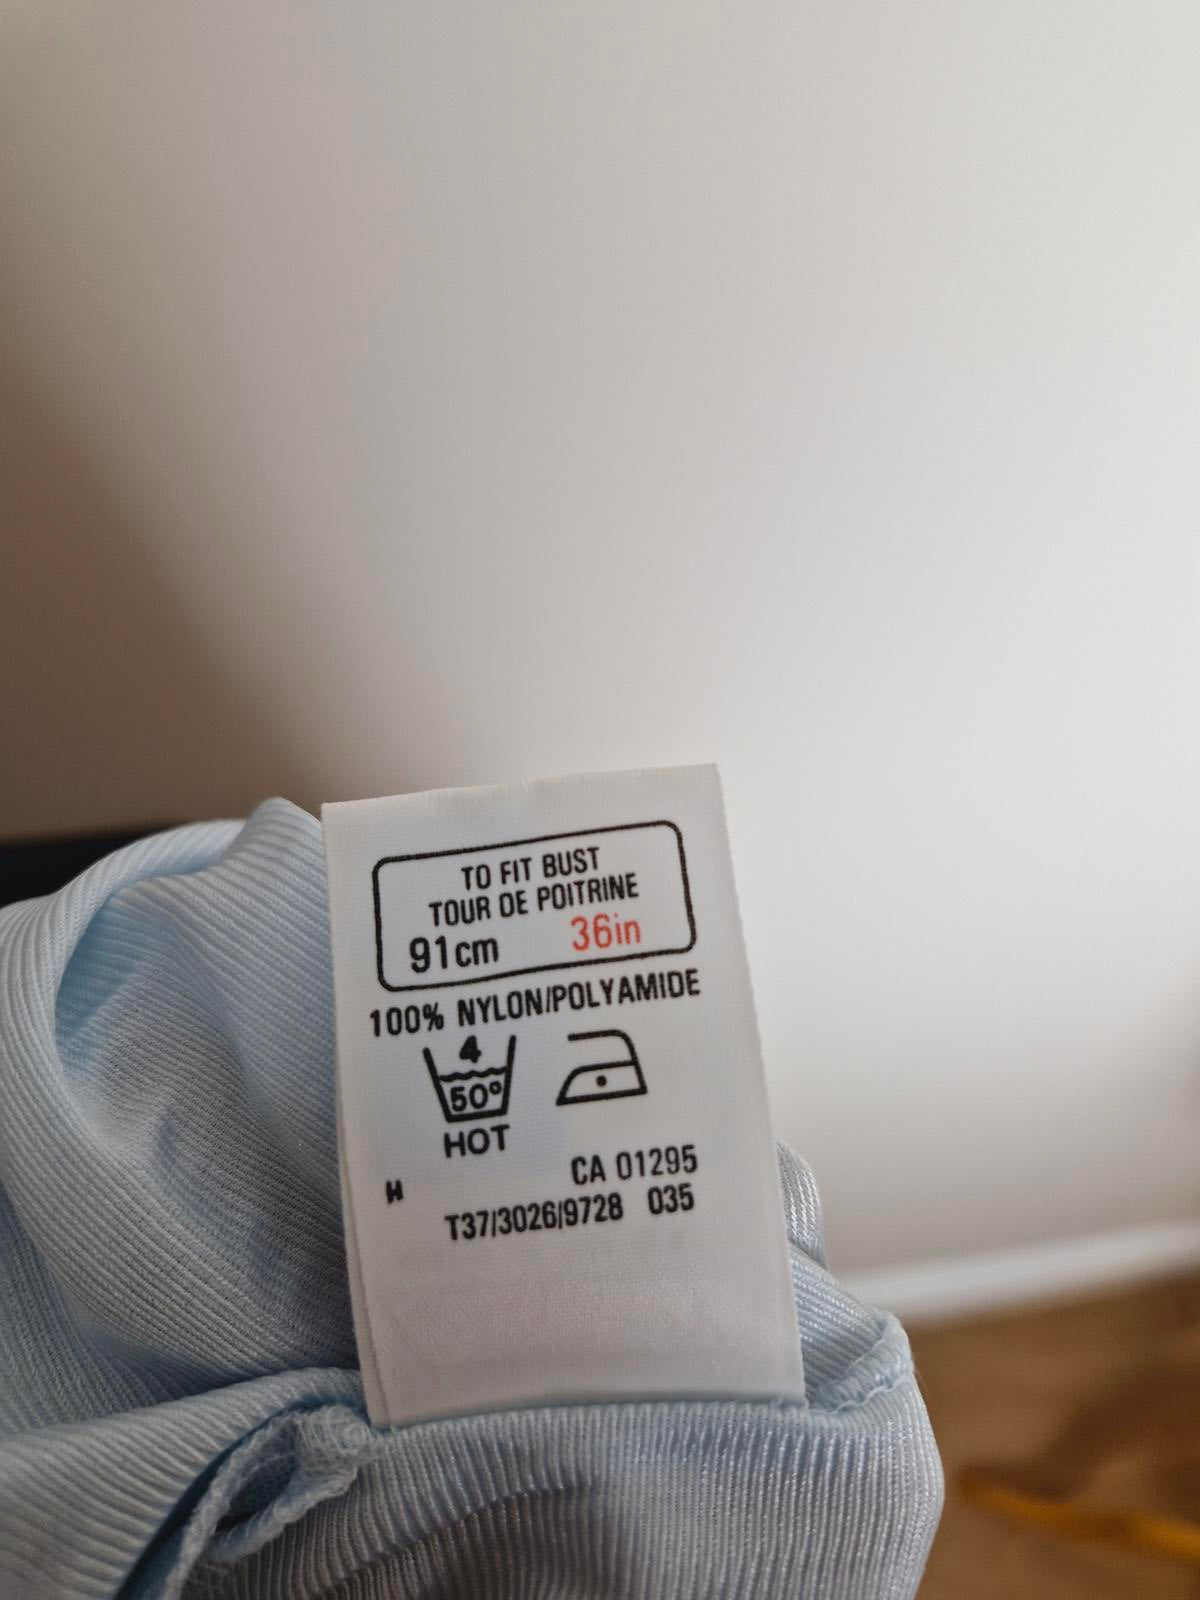 TO FIT BUST
TOUR DE POITRINE
91cm 36in
100% NYLON/POLYAMIDE
4
50°
HOT
CA 01295
H
T37/3026/9728 035